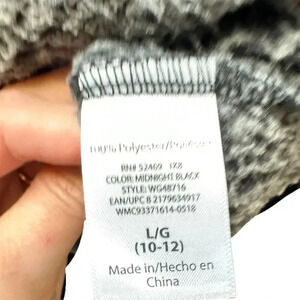 100% Polyester/Poliéster
RN# 52469 1X8
COLOR: MIDNIGHT BLACK
STYLE: WG48716
EAN/UPC 8 2179634917
WMC93371614-0518
L/G
(10-12)
Made in/Hecho en
China